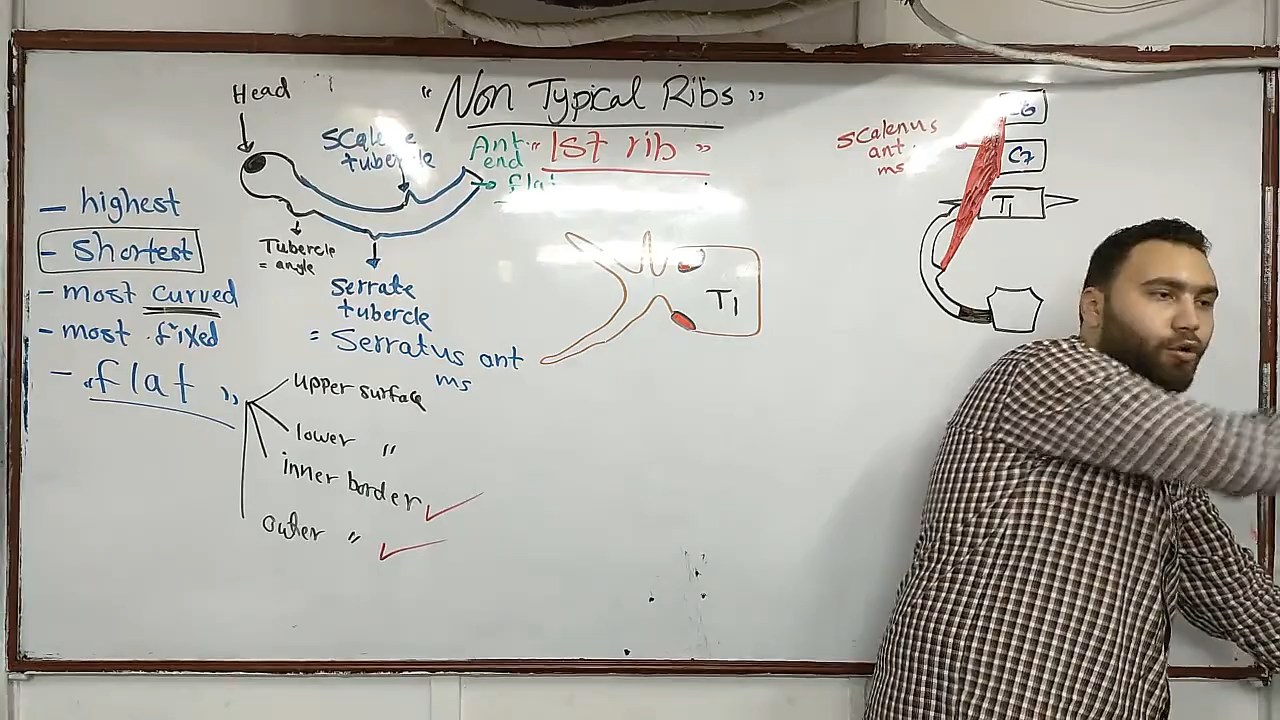 Head
" Non Typical Ribs "
" 1st rib "
Scalene
tubercle
Ant.
end
flat
Tubercle
= angle
Serrate
tubercle
= Serratus ant
ms
- highest
- shortest
- most curved
- most fixed
- " flat "
upper surface
lower "
inner border
outer "
T1
Scalenus
ant.
ms
C6
C7
T1